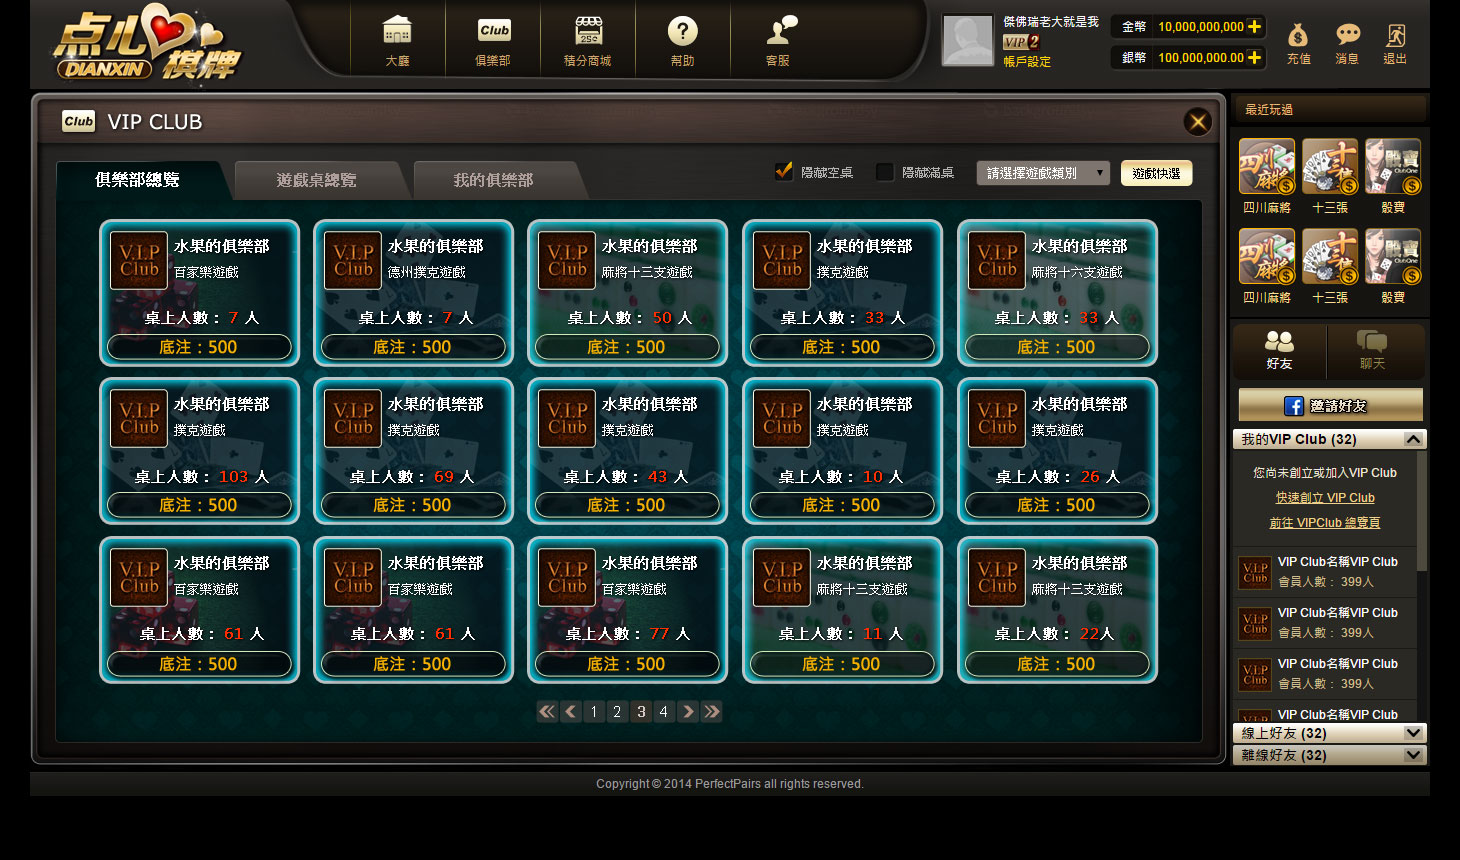 点心棋牌
DIANXIN
大廳
Club
俱樂部
25¢
積分商城
?
幫助
客服
傑佛瑞老大就是我
VIP 2
帳戶設定
金幣 10,000,000,000
銀幣 100,000,000.00
充值
消息
退出
Club VIP CLUB
俱樂部總覽
遊戲桌總覽
我的俱樂部
隱藏空桌
隱藏滿桌
請選擇遊戲類別
遊戲快選
V.I.P Club 水果的俱樂部
百家樂遊戲
桌上人數： 7 人
底注：500
V.I.P Club 水果的俱樂部
德州撲克遊戲
桌上人數： 7 人
底注：500
V.I.P Club 水果的俱樂部
麻將十三支遊戲
桌上人數： 50 人
底注：500
V.I.P Club 水果的俱樂部
撲克遊戲
桌上人數： 33 人
底注：500
V.I.P Club 水果的俱樂部
麻將十六支遊戲
桌上人數： 33 人
底注：500
V.I.P Club 水果的俱樂部
撲克遊戲
桌上人數： 103 人
底注：500
V.I.P Club 水果的俱樂部
撲克遊戲
桌上人數： 69 人
底注：500
V.I.P Club 水果的俱樂部
撲克遊戲
桌上人數： 43 人
底注：500
V.I.P Club 水果的俱樂部
撲克遊戲
桌上人數： 10 人
底注：500
V.I.P Club 水果的俱樂部
撲克遊戲
桌上人數： 26 人
底注：500
V.I.P Club 水果的俱樂部
百家樂遊戲
桌上人數： 61 人
底注：500
V.I.P Club 水果的俱樂部
百家樂遊戲
桌上人數： 61 人
底注：500
V.I.P Club 水果的俱樂部
百家樂遊戲
桌上人數： 77 人
底注：500
V.I.P Club 水果的俱樂部
麻將十三支遊戲
桌上人數： 11 人
底注：500
V.I.P Club 水果的俱樂部
麻將十三支遊戲
桌上人數： 22人
底注：500
1 2 3 4
最近玩過
四川麻將 十三張 骰寶
四川麻將 十三張 骰寶
好友 聊天
邀請好友
我的VIP Club (32)
您尚未創立或加入VIP Club
快速創立 VIP Club
前往 VIPClub 總覽頁
V.I.P Club VIP Club名稱VIP Club
會員人數： 399人
V.I.P Club VIP Club名稱VIP Club
會員人數： 399人
V.I.P Club VIP Club名稱VIP Club
會員人數： 399人
VIP Club名稱VIP Club
線上好友 (32)
離線好友 (32)
Copyright © 2014 PerfectPairs all rights reserved.